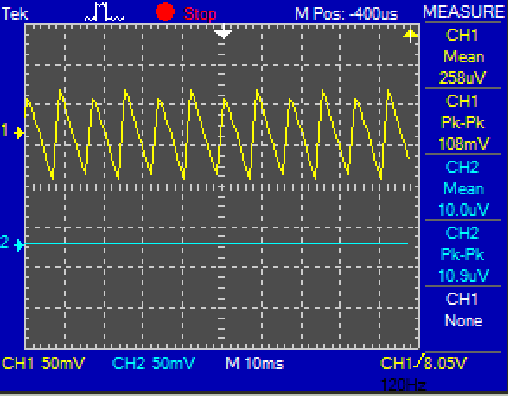 Tek Stop M Pos: -400us MEASURE
CH1
Mean
258uV
CH1
Pk-Pk
108mV
CH2
Mean
10.0uV
CH2
Pk-Pk
10.9uV
CH1
None
1
2
CH1 50mV CH2 50mV M 10ms CH1 8.05V
120Hz